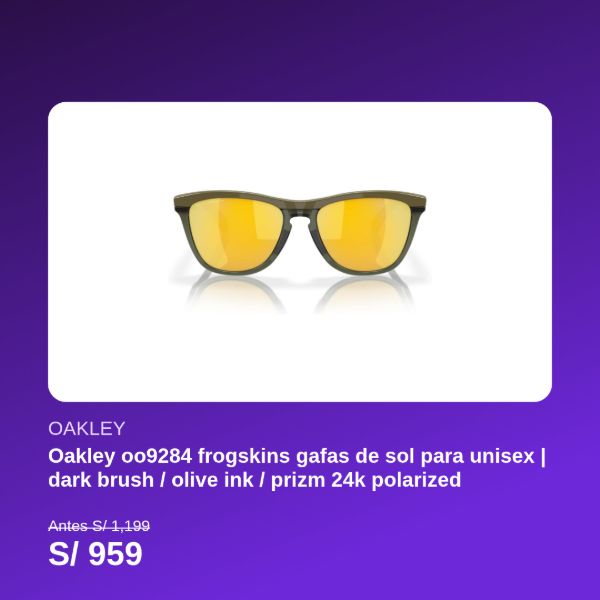 OAKLEY
Oakley oo9284 frogskins gafas de sol para unisex |
dark brush / olive ink / prizm 24k polarized
Antes S/ 1,199
S/ 959